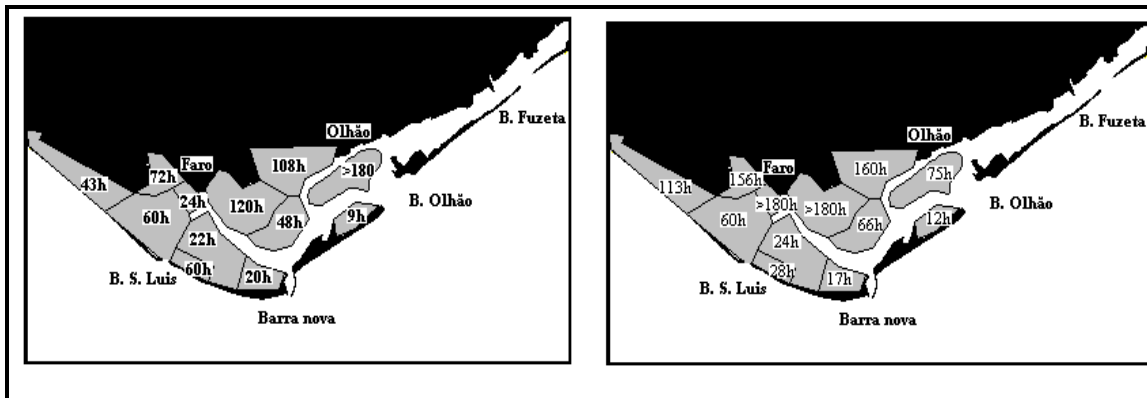 B. Fuzeta
Olhão
108h
Faro
72h
>180
43h
24h
120h
B. Olhão
60h
48h
9h
22h
60h
20h
B. S. Luis
Barra nova
B. Fuzeta
Olhão
160h
Faro
156h
75h
113h
>180h
>180h
B. Olhão
60h
66h
12h
24h
28h
17h
B. S. Luis
Barra nova